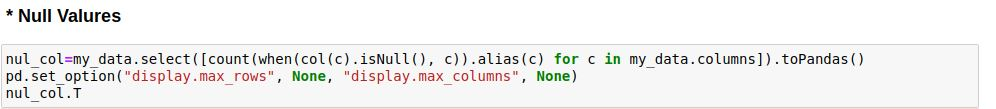 * Null Valures
nul_col=my_data.select([count(when(col(c).isNull(), c)).alias(c) for c in my_data.columns]).toPandas()
pd.set_option("display.max_rows", None, "display.max_columns", None)
nul_col.T